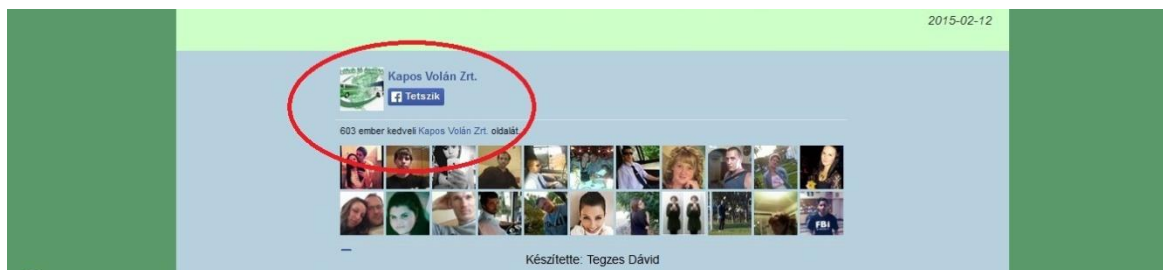 2015-02-12
Kapos Volán Zrt.
Tetszik
603 ember kedveli Kapos Volán Zrt. oldalát.
FBI
Készítette: Tegzes Dávid